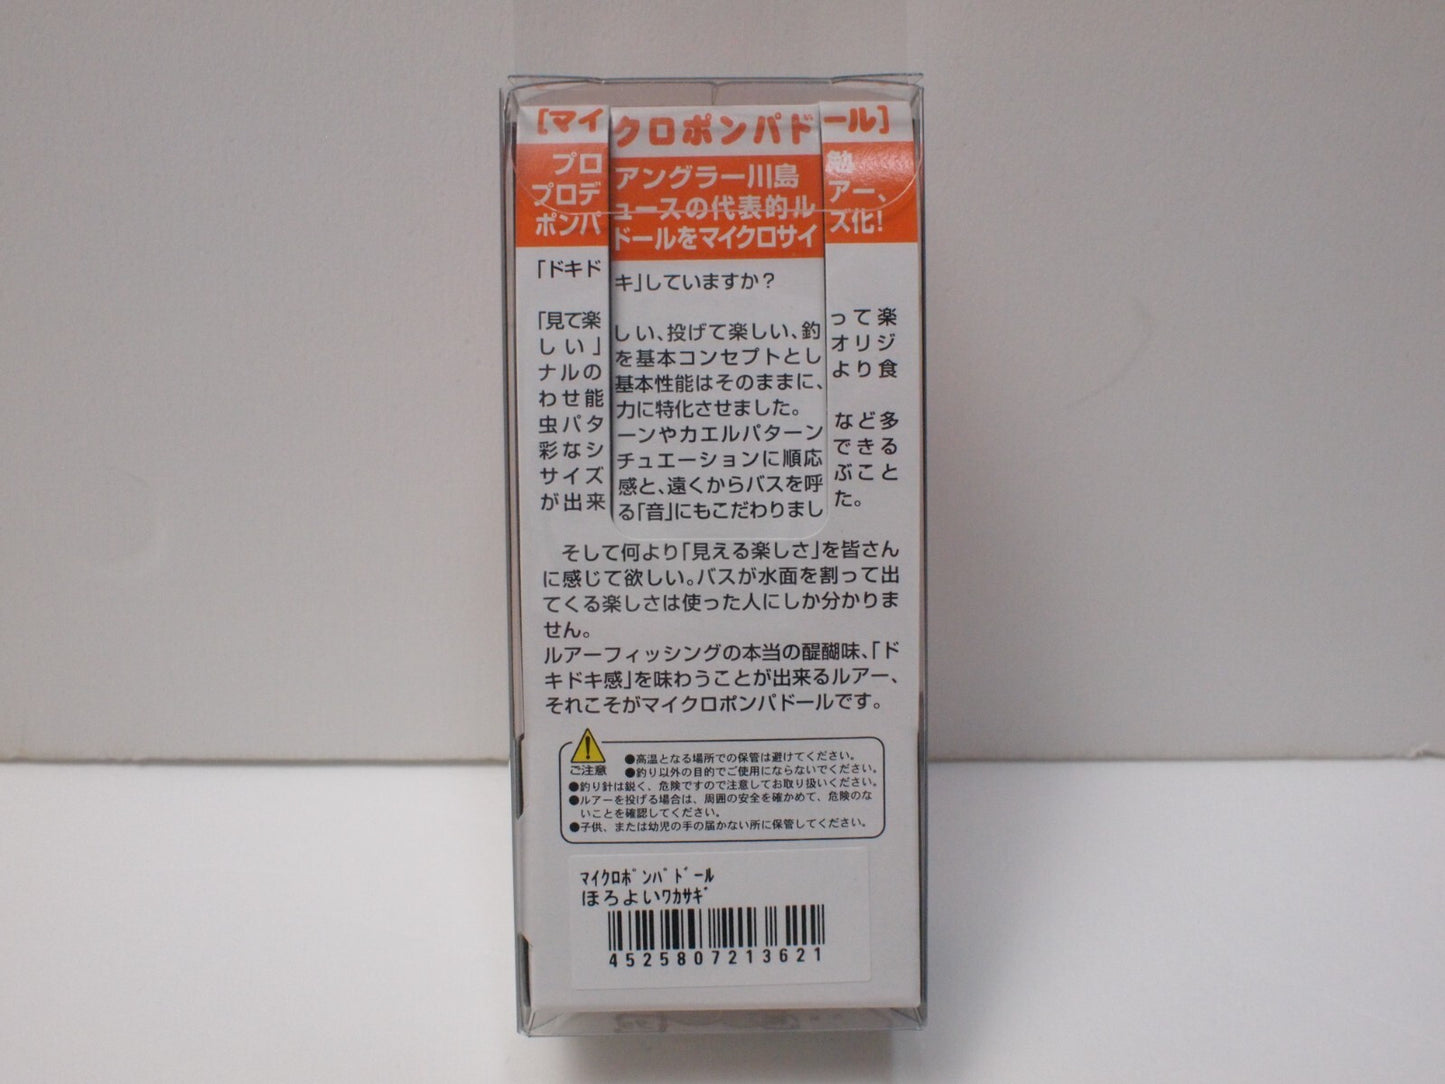 [マイクロポンパドール]
プロアングラー川島勉
プロデュースの代表的ルアー、
ポンパドールをマイクロサイズ化!
「ドキドキ」していますか?
「見て楽しい、投げて楽しい、釣って楽
しい」を基本コンセプトとしオリジ
ナルの基本性能はそのままに、より食
わせ能力に特化させました。
虫パターンやカエルパターンなど多
彩なシチュエーションに順応できる
サイズ感と、遠くからバスを呼ぶこと
が出来る「音」にもこだわりました。
そして何より「見える楽しさ」を皆さん
に感じて欲しい。バスが水面を割って出
てくる楽しさは使った人にしか分かりま
せん。
ルアーフィッシングの本当の醍醐味、「ド
キドキ感」を味わうことが出来るルアー、
それこそがマイクロポンパドールです。
ご注意
●高温となる場所での保管は避けてください。
●釣り以外の目的でご使用にならないでください。
●釣り針は鋭く、危険ですので注意してお取り扱いください。
●ルアーを投げる場合は、周囲の安全を確かめて、危険のな
いことを確認してください。
●子供、または幼児の手の届かない所に保管してください。
マイクロポンパドール
ほろよいワカサギ
4525807213621